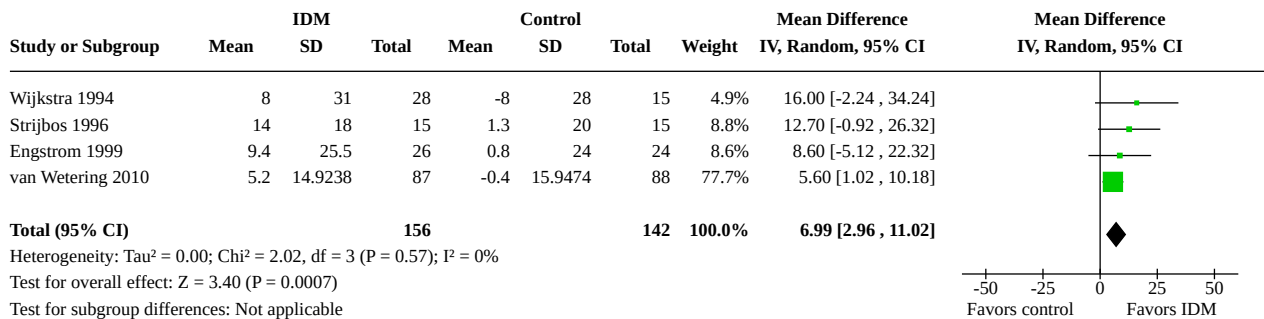 IDM Control Mean Difference Mean Difference
Study or Subgroup Mean SD Total Mean SD Total Weight IV, Random, 95% CI IV, Random, 95% CI
Wijkstra 1994 8 31 28 -8 28 15 4.9% 16.00 [-2.24 , 34.24]
Strijbos 1996 14 18 15 1.3 20 15 8.8% 12.70 [-0.92 , 26.32]
Engstrom 1999 9.4 25.5 26 0.8 24 24 8.6% 8.60 [-5.12 , 22.32]
van Wetering 2010 5.2 14.9238 87 -0.4 15.9474 88 77.7% 5.60 [1.02 , 10.18]
Total (95% CI) 156 142 100.0% 6.99 [2.96 , 11.02]
Heterogeneity: Tau² = 0.00; Chi² = 2.02, df = 3 (P = 0.57); I² = 0%
Test for overall effect: Z = 3.40 (P = 0.0007)
-50 -25 0 25 50
Test for subgroup differences: Not applicable
Favors control Favors IDM